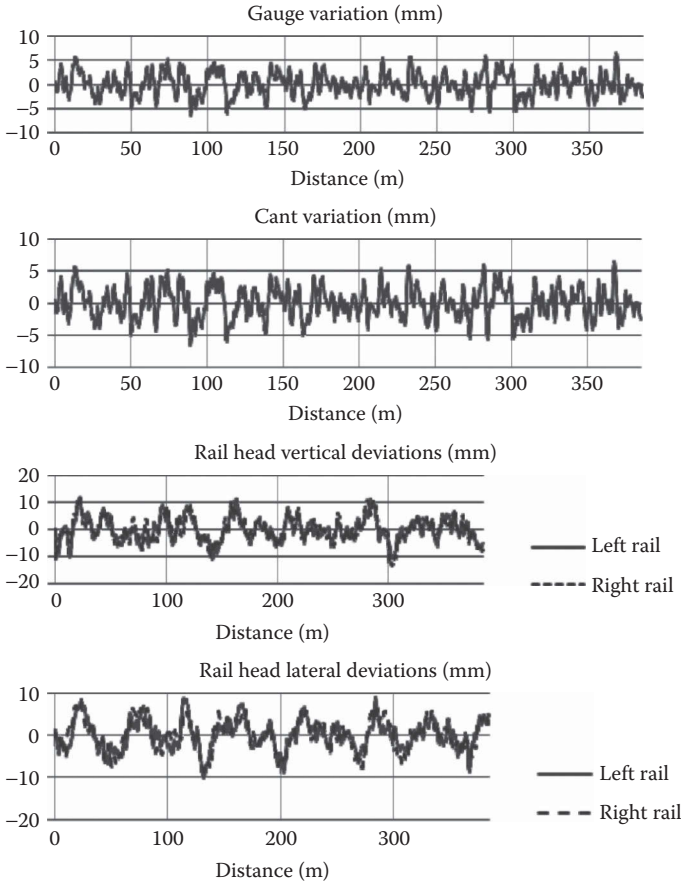 Gauge variation (mm)
10
5
0
−5
−10
0 50 100 150 200 250 300 350
Distance (m)
Cant variation (mm)
10
5
0
−5
−10
0 50 100 150 200 250 300 350
Distance (m)
Rail head vertical deviations (mm)
20
10
0
−10
−20
0 100 200 300
Distance (m)
Left rail
Right rail
Rail head lateral deviations (mm)
10
0
−10
−20
0 100 200 300
Distance (m)
Left rail
Right rail